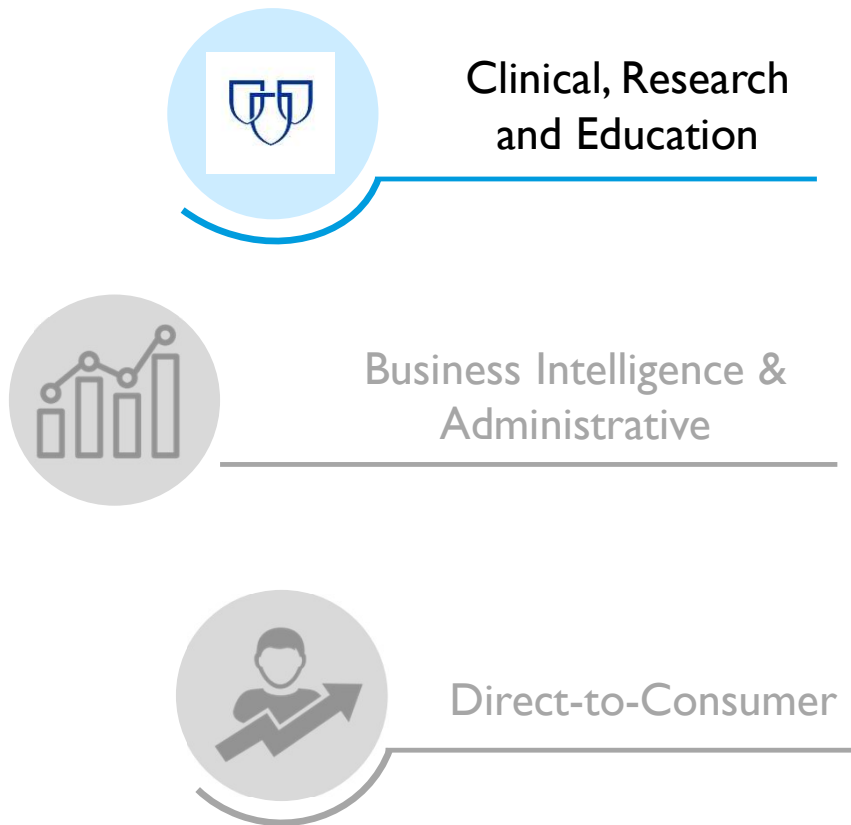 Clinical, Research
and Education
Business Intelligence &
Administrative
Direct-to-Consumer